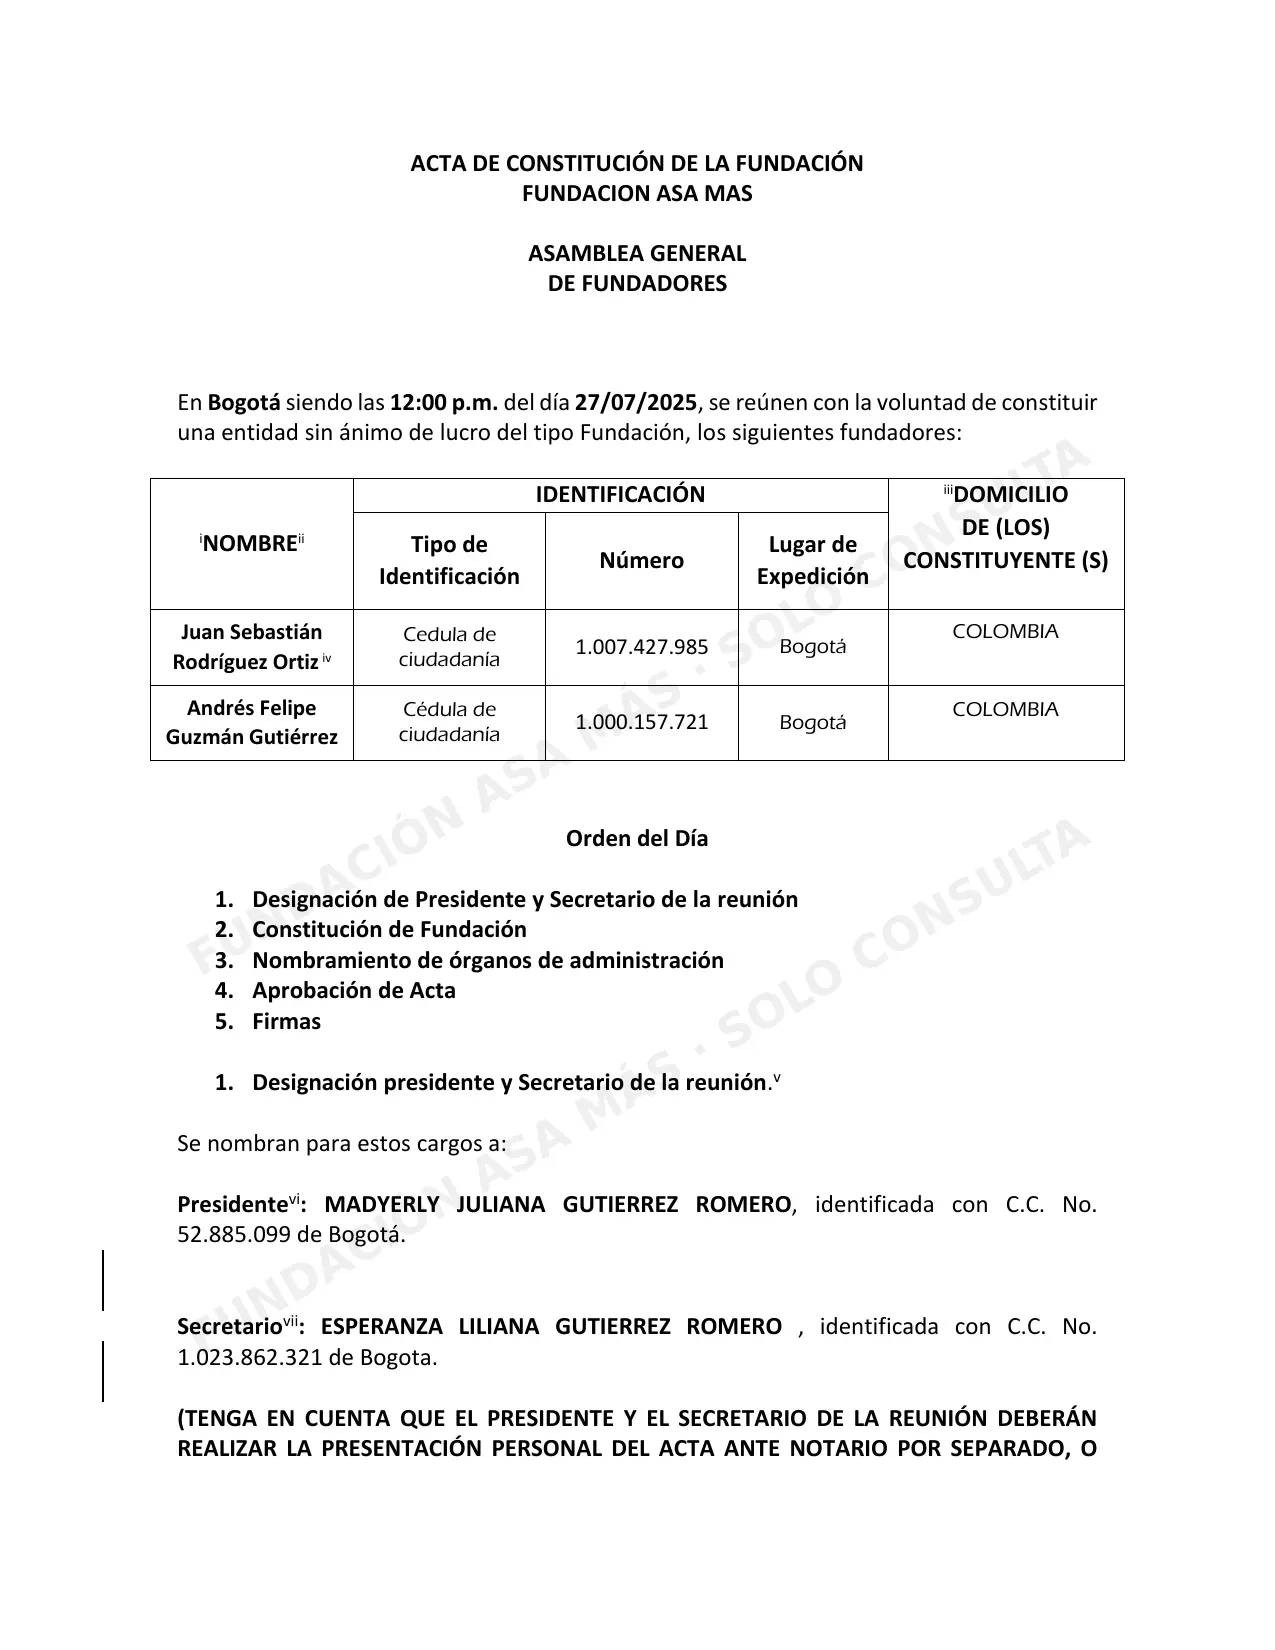 ACTA DE CONSTITUCIÓN DE LA FUNDACIÓN
FUNDACION ASA MAS
ASAMBLEA GENERAL
DE FUNDADORES
En Bogotá siendo las 12:00 p.m. del día 27/07/2025, se reúnen con la voluntad de constituir
una entidad sin ánimo de lucro del tipo Fundación, los siguientes fundadores:
iNOMBREii
IDENTIFICACIÓN
Tipo de
Identificación
Número
Lugar de
Expedición
iiiDOMICILIO
DE (LOS)
CONSTITUYENTE (S)
Juan Sebastián
Rodríguez Ortiz iv
Cedula de
ciudadanía
1.007.427.985
Bogotá
COLOMBIA
Andrés Felipe
Guzmán Gutiérrez
Cédula de
ciudadanía
1.000.157.721
Bogotá
COLOMBIA
Orden del Día
1. Designación de Presidente y Secretario de la reunión
2. Constitución de Fundación
3. Nombramiento de órganos de administración
4. Aprobación de Acta
5. Firmas
1. Designación presidente y Secretario de la reunión.v
Se nombran para estos cargos a:
Presidentevi: MADYERLY JULIANA GUTIERREZ ROMERO, identificada con C.C. No.
52.885.099 de Bogotá.
Secretariovii: ESPERANZA LILIANA GUTIERREZ ROMERO , identificada con C.C. No.
1.023.862.321 de Bogota.
(TENGA EN CUENTA QUE EL PRESIDENTE Y EL SECRETARIO DE LA REUNIÓN DEBERÁN
REALIZAR LA PRESENTACIÓN PERSONAL DEL ACTA ANTE NOTARIO POR SEPARADO, O
FUNDACIÓN ASA MÁS · SOLO CONSULTA
FUNDACIÓN ASA MÁS · SOLO CONSULTA